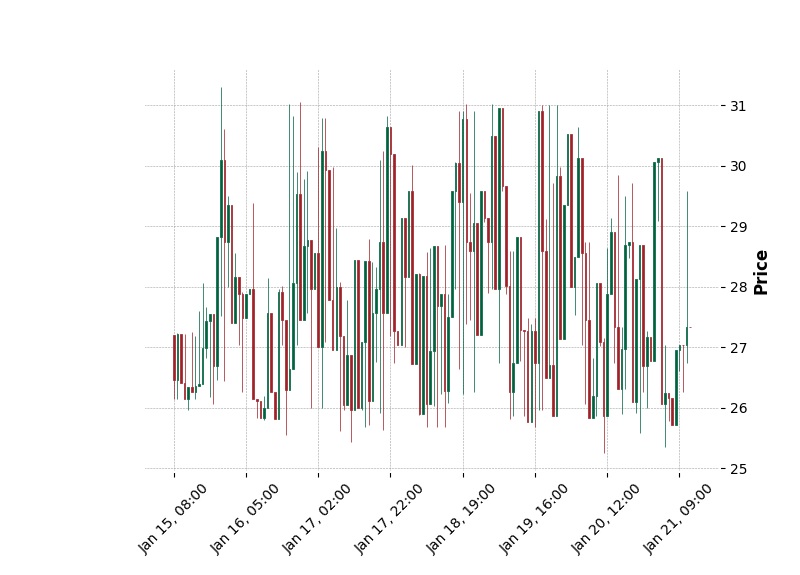 31
30
29
28
27
26
25
Price
Jan 15, 08:00
Jan 16, 05:00
Jan 17, 02:00
Jan 17, 22:00
Jan 18, 19:00
Jan 19, 16:00
Jan 20, 12:00
Jan 21, 09:00